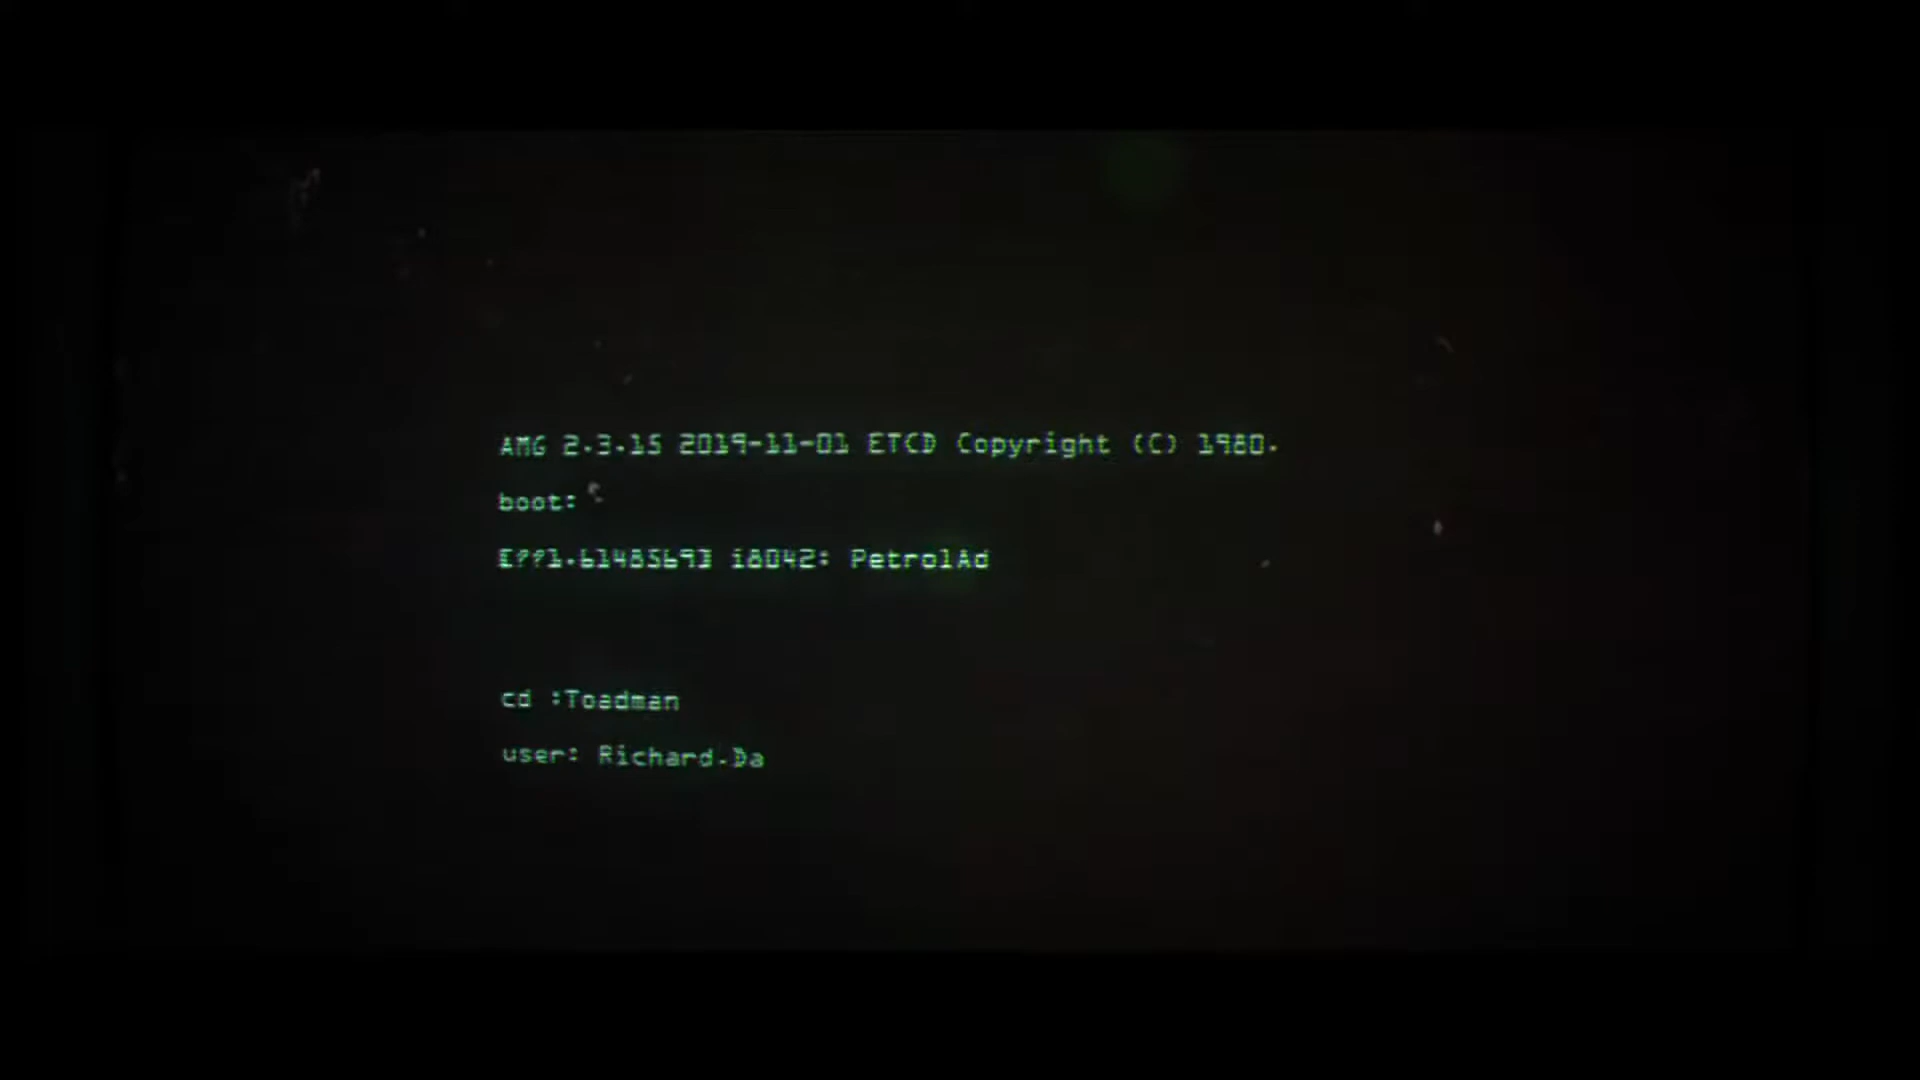 AMG 2.3.15 2019-11-01 ETCD Copyright (C) 1980.
boot:
E??1.61485693 i8042: PetrolAd
cd :Toadman
user: Richard.Da